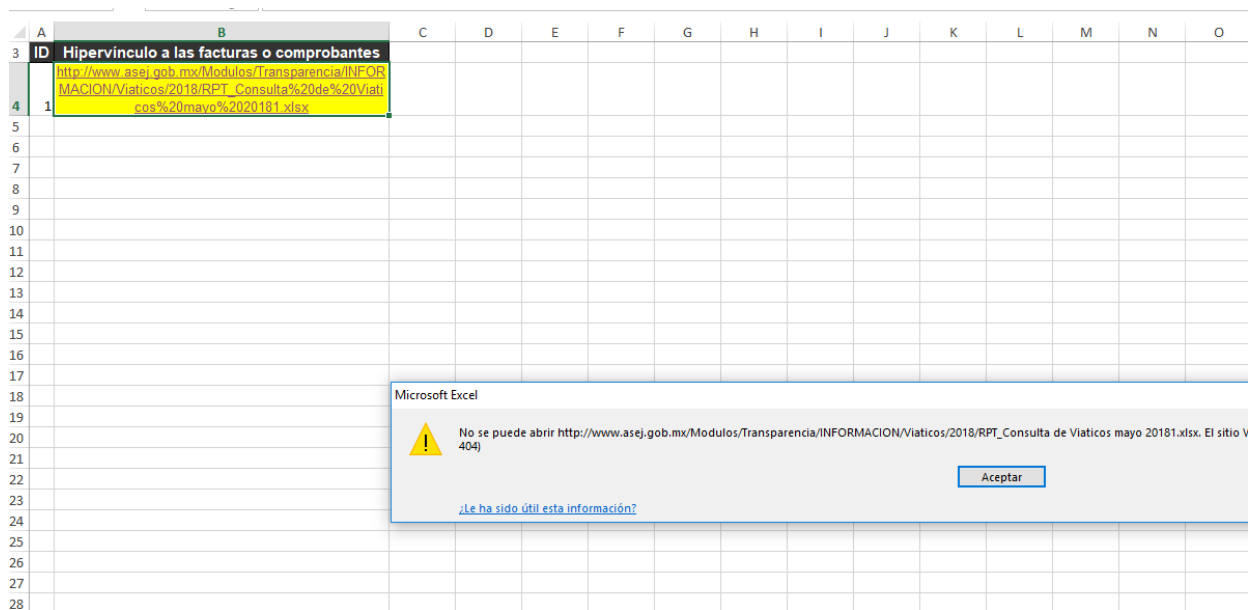 A B C D E F G H I J K L M N O
3 ID Hipervínculo a las facturas o comprobantes
http://www.asej.gob.mx/Modulos/Transparencia/INFOR
MACION/Viaticos/2018/RPT_Consulta%20de%20Viati
4 1 cos%20mayo%2020181.xlsx
5
6
7
8
9
10
11
12
13
14
15
16
17
18
19
20
21
22
23
24
25
26
27
28
Microsoft Excel
No se puede abrir http://www.asej.gob.mx/Modulos/Transparencia/INFORMACION/Viaticos/2018/RPT_Consulta de Viaticos mayo 20181.xlsx. El sitio
404)
Aceptar
¿Le ha sido útil esta información?